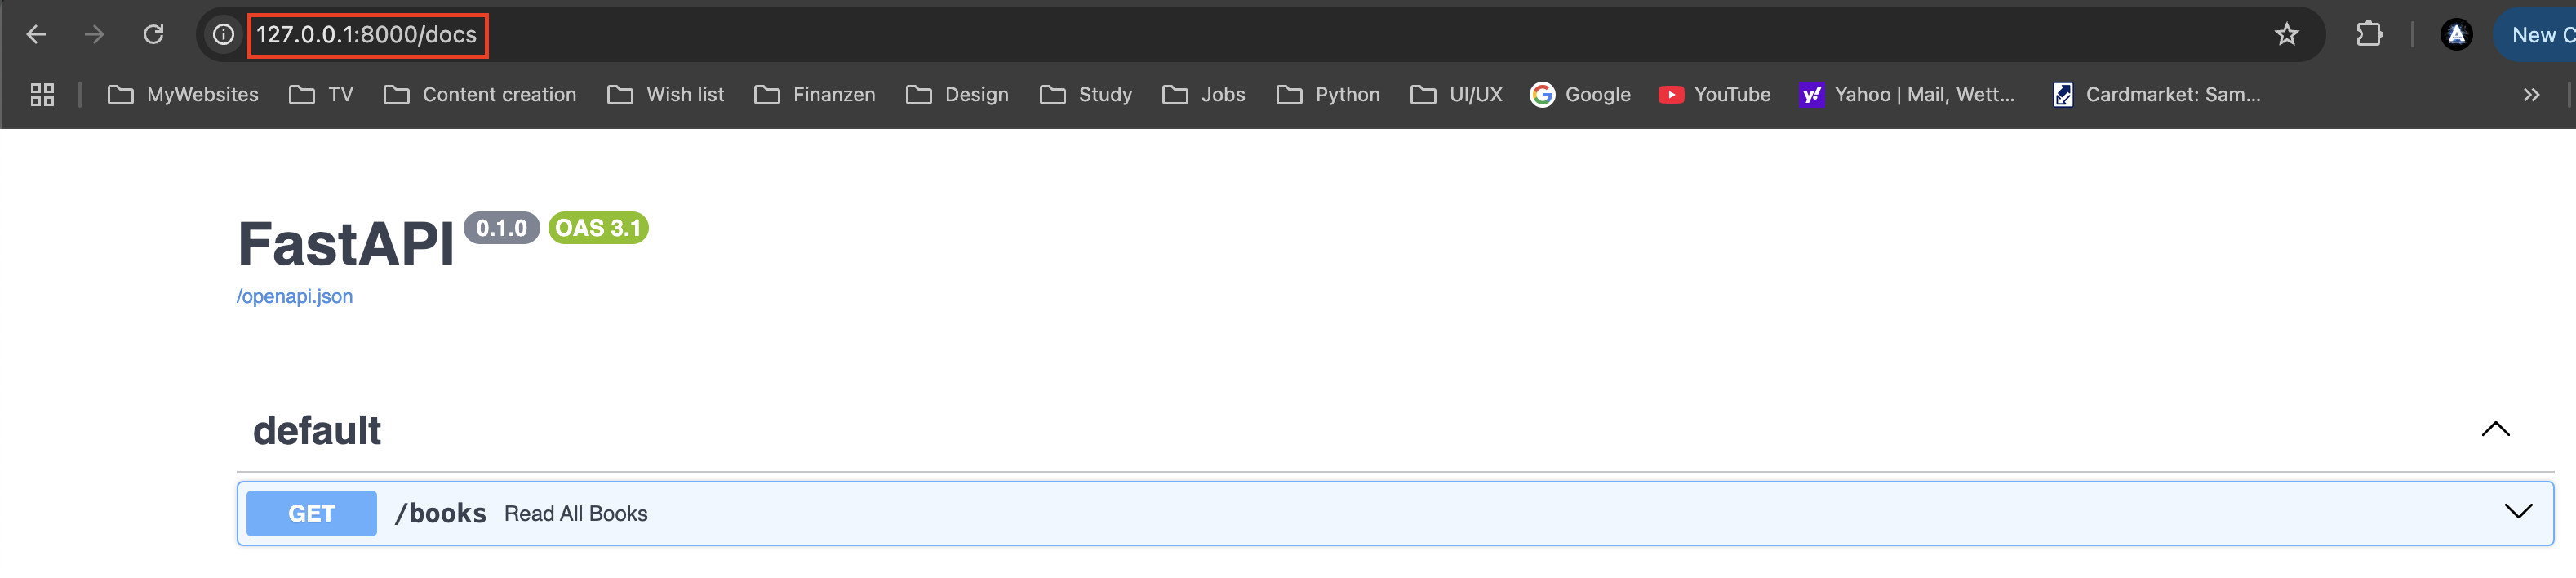 127.0.0.1:8000/docs New C
MyWebsites TV Content creation Wish list Finanzen Design Study Jobs Python UI/UX Google YouTube Yahoo | Mail, Wett... Cardmarket: Sam...
FastAPI 0.1.0 OAS 3.1
/openapi.json
default
GET /books Read All Books